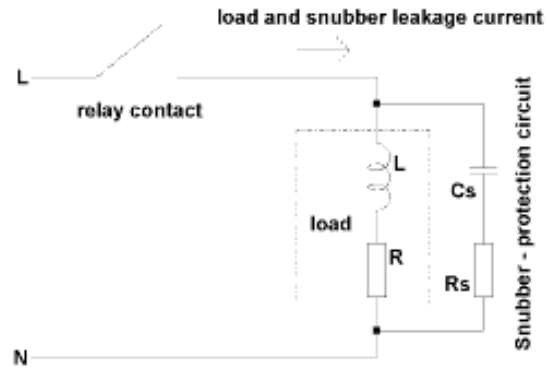 load and snubber leakage current
L
relay contact
L
Cs
load
R
Rs
Snubber - protection circuit
N